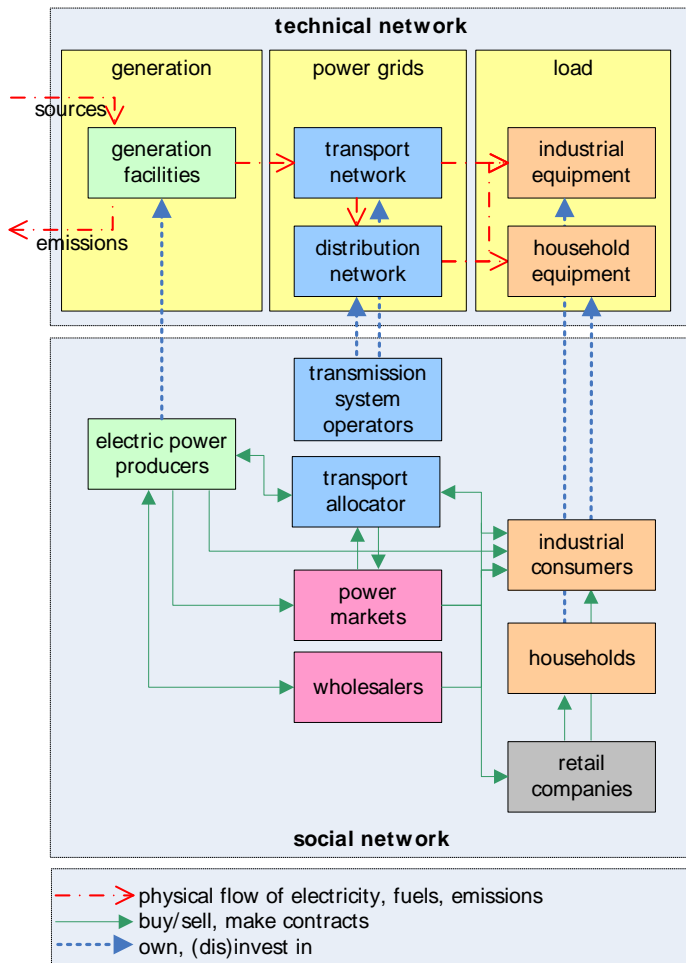 technical network
generation
power grids
load
sources
generation
facilities
transport
network
industrial
equipment
emissions
distribution
network
household
equipment
transmission
system
operators
electric power
producers
transport
allocator
industrial
consumers
power
markets
households
wholesalers
retail
companies
social network
physical flow of electricity, fuels, emissions
buy/sell, make contracts
own, (dis)invest in